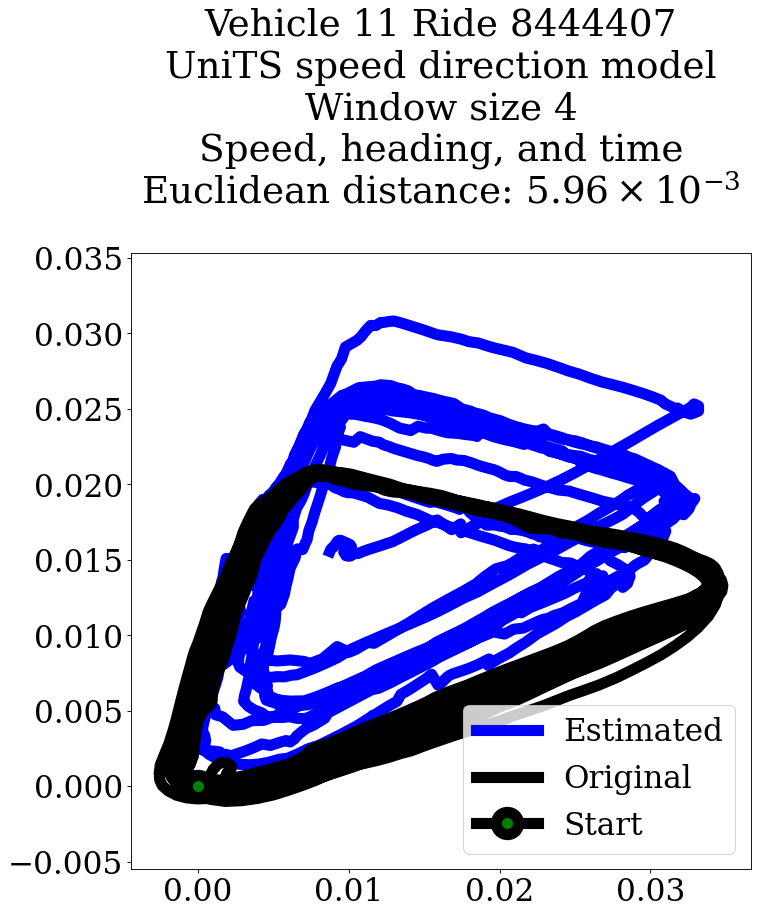 Vehicle 11 Ride 8444407
UniTS speed direction model
Window size 4
Speed, heading, and time
Euclidean distance: 5.96 × 10⁻³
0.035
0.030
0.025
0.020
0.015
0.010
0.005
0.000
−0.005
Estimated
Original
Start
0.00 0.01 0.02 0.03